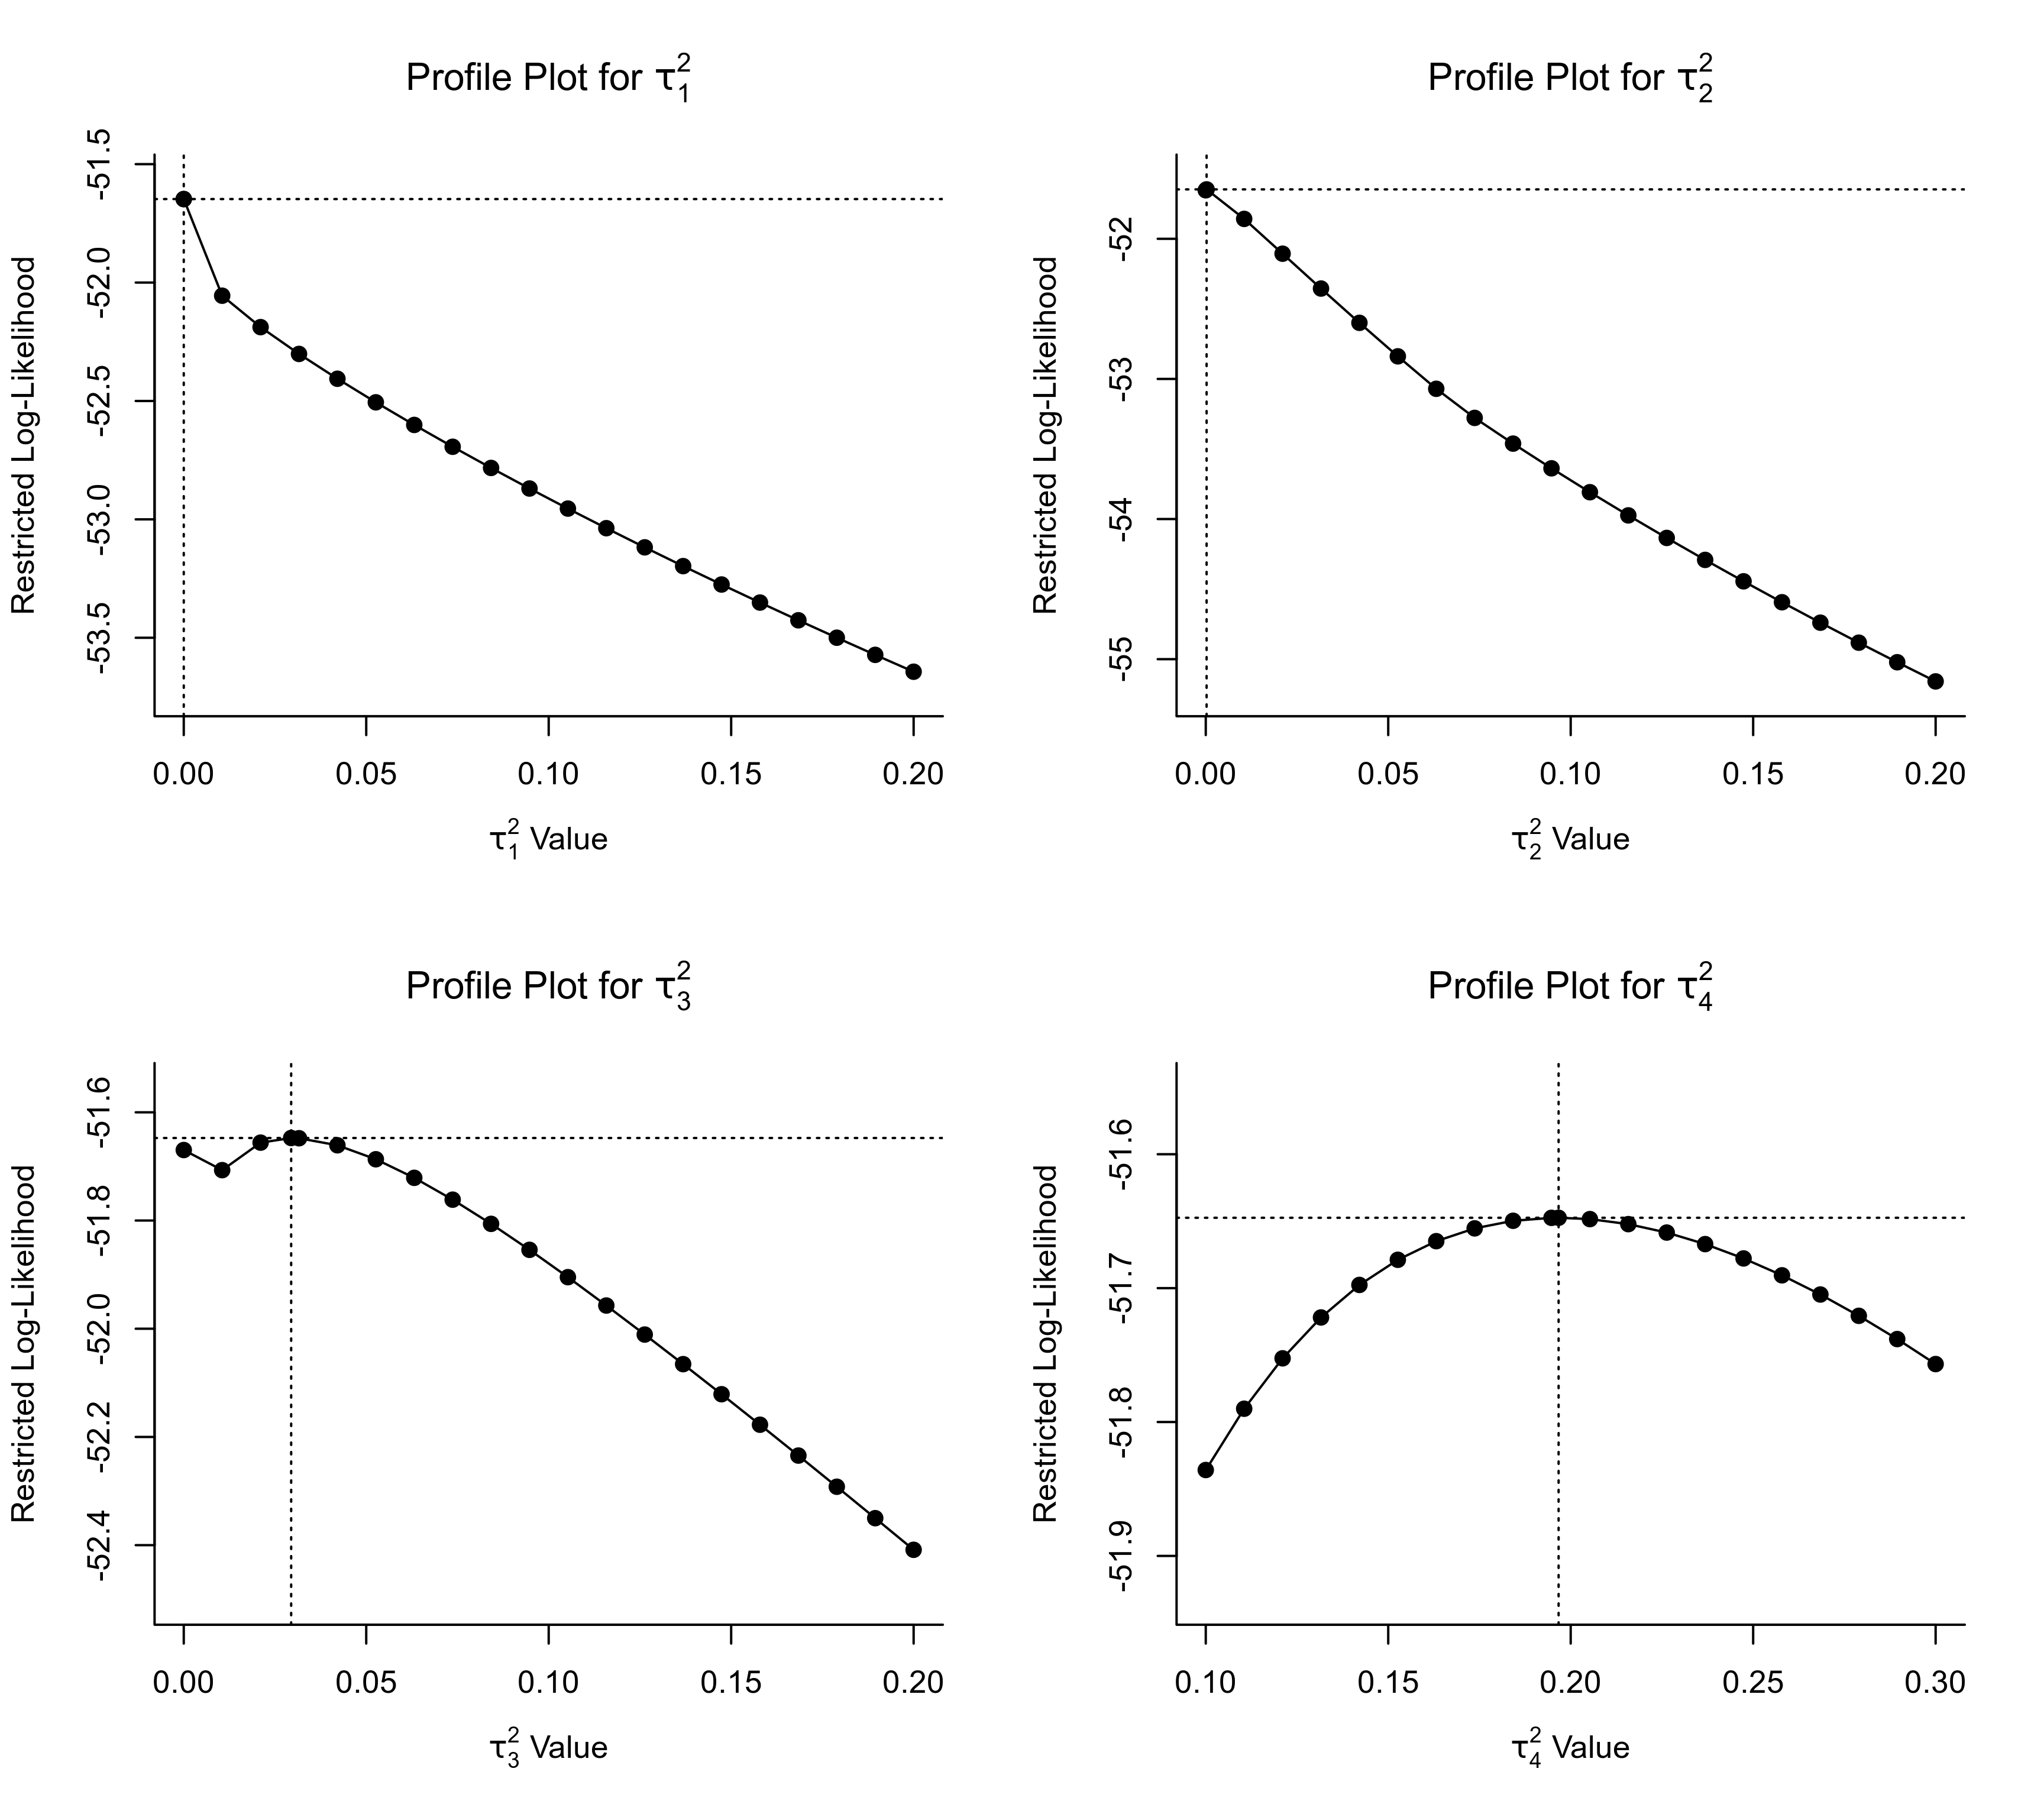 Profile Plot for τ₁²
Restricted Log-Likelihood
-51.5
-52.0
-52.5
-53.0
-53.5
0.00 0.05 0.10 0.15 0.20
τ₁² Value
Profile Plot for τ₂²
Restricted Log-Likelihood
-52
-53
-54
-55
0.00 0.05 0.10 0.15 0.20
τ₂² Value
Profile Plot for τ₃²
Restricted Log-Likelihood
-51.6
-51.8
-52.0
-52.2
-52.4
0.00 0.05 0.10 0.15 0.20
τ₃² Value
Profile Plot for τ₄²
Restricted Log-Likelihood
-51.6
-51.7
-51.8
-51.9
0.10 0.15 0.20 0.25 0.30
τ₄² Value